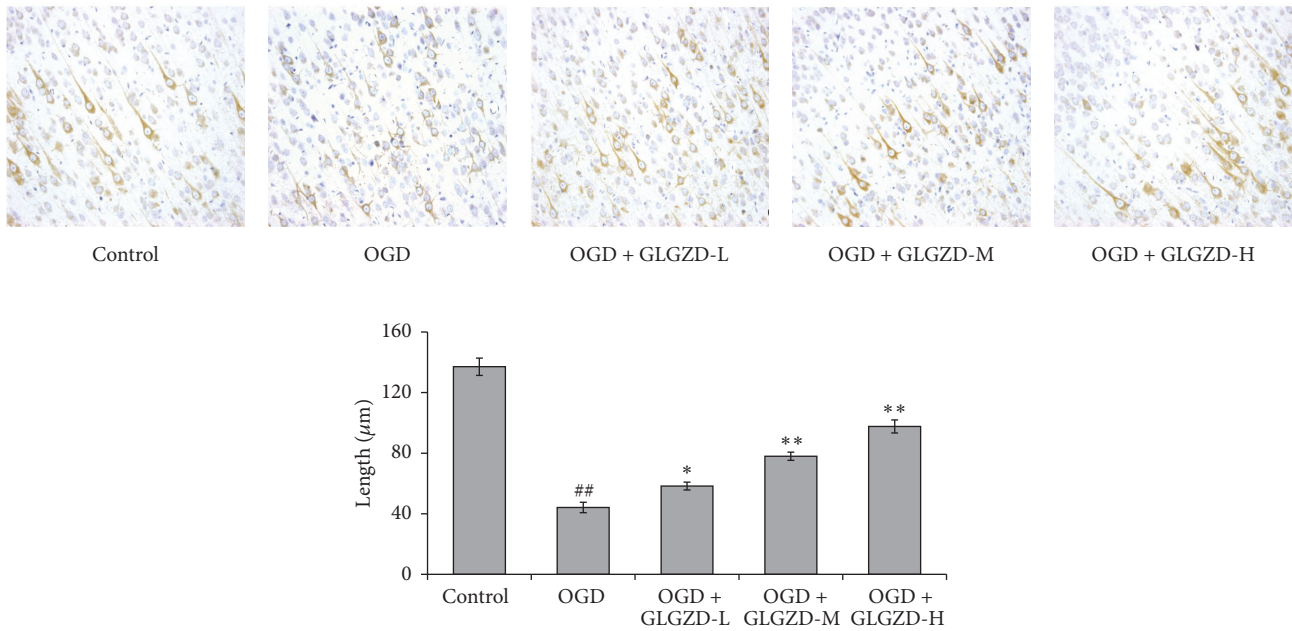 Control
OGD
OGD + GLGZD-L
OGD + GLGZD-M
OGD + GLGZD-H
160
120
80
40
0
Length (μm)
##
*
**
**
Control
OGD
OGD +
GLGZD-L
OGD +
GLGZD-M
OGD +
GLGZD-H